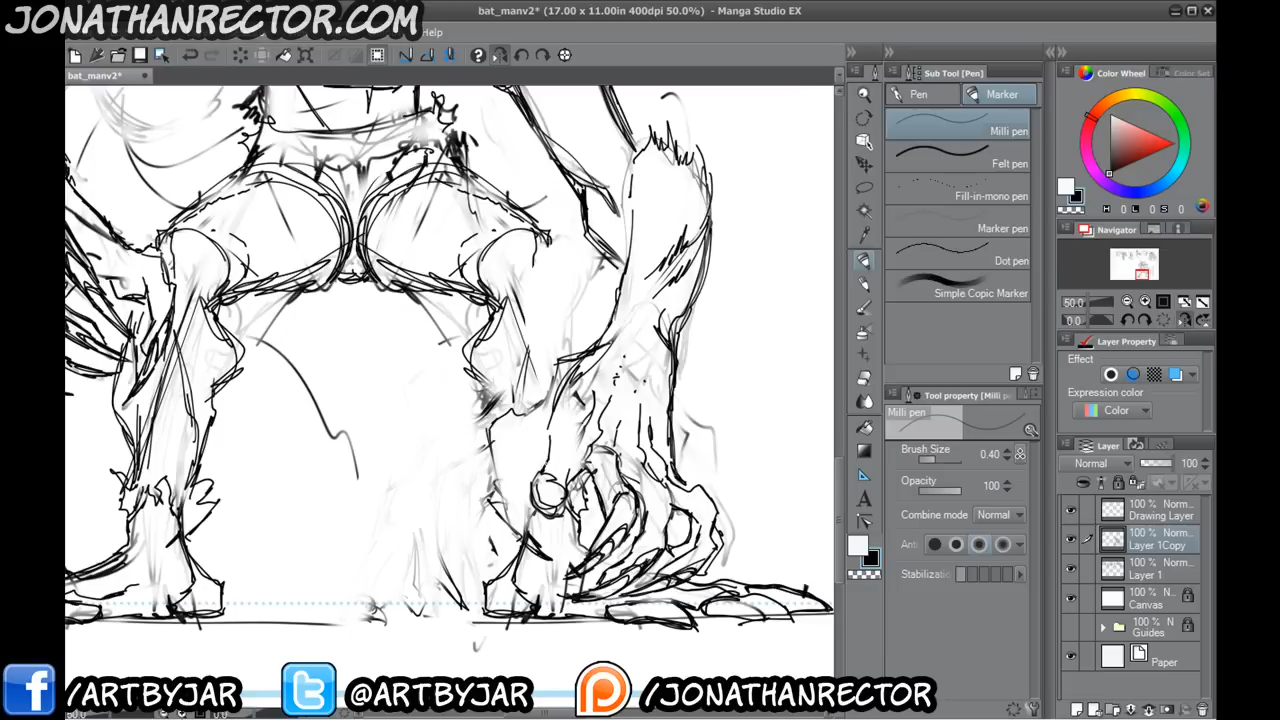 JONATHANRECTOR.COM
bat_manv2* (17.00 x 11.00in 400dpi 50.0%) - Manga Studio EX
Help
bat_manv2*
Sub Tool [Pen]
Pen
Marker
Milli pen
Felt pen
Fill-in-mono pen
Marker pen
Dot pen
Simple Copic Marker
Tool property [Milli p
Milli pen
Brush Size
0.40
Opacity
100
Combine mode
Normal
Stabilizatic
Color Wheel
Color Set
H 0 L 0 S 0
Navigator
50.0
0.0
Layer Property
Effect
Expression color
Color
Layer
Normal
100
100 % Norm...
Drawing Layer
100 % Norm...
Layer 1Copy
100 % Norm...
Layer 1
100 % N...
Canvas
100 % N
Guides
Paper
/ARTBYJAR
@ARTBYJAR
/JONATHANRECTOR